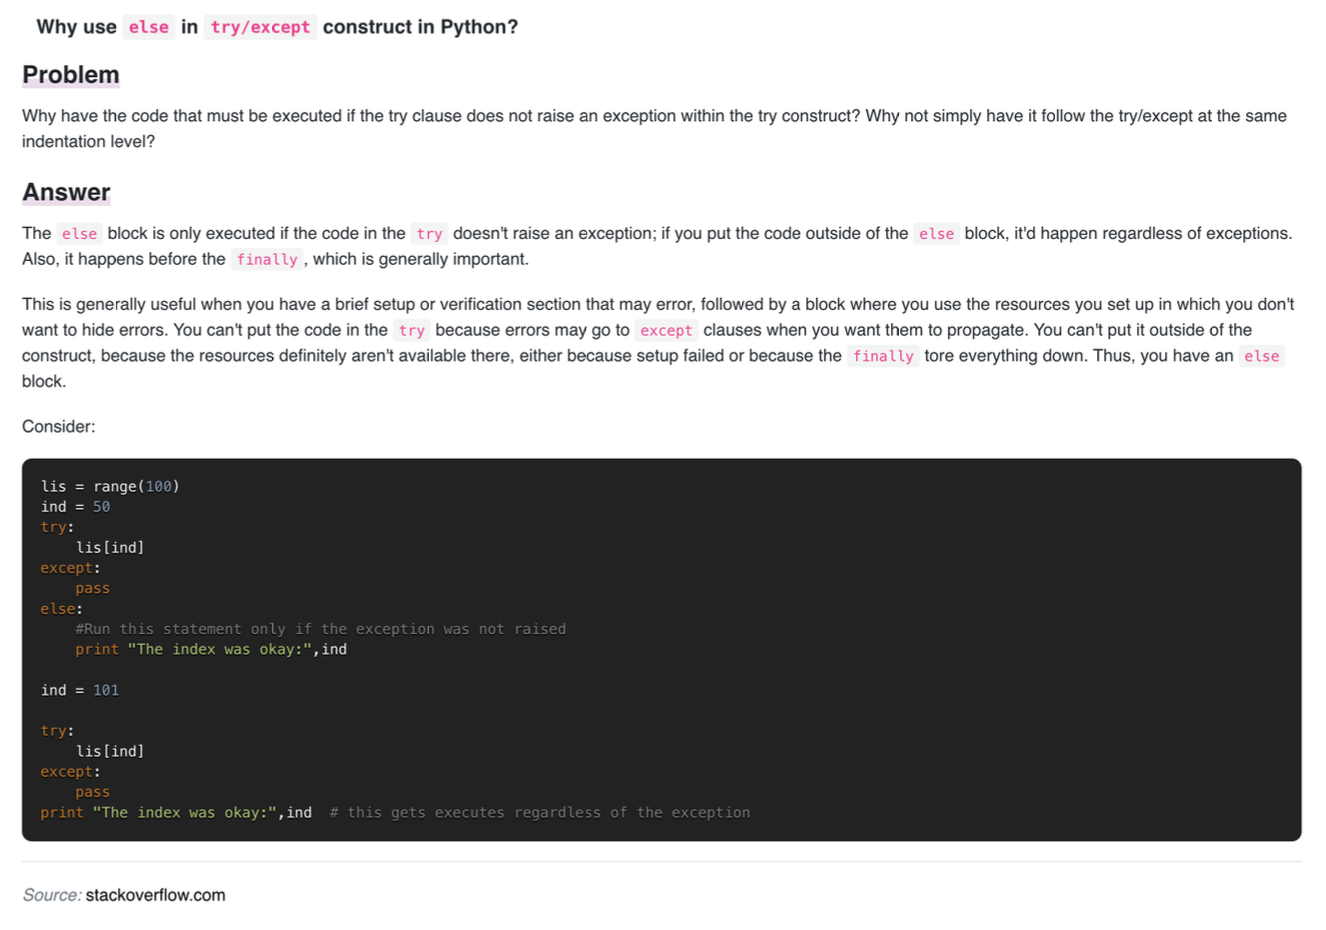 Why use else in try/except construct in Python?
Problem
Why have the code that must be executed if the try clause does not raise an exception within the try construct? Why not simply have it follow the try/except at the same
indentation level?
Answer
The else block is only executed if the code in the try doesn't raise an exception; if you put the code outside of the else block, it'd happen regardless of exceptions.
Also, it happens before the finally, which is generally important.
This is generally useful when you have a brief setup or verification section that may error, followed by a block where you use the resources you set up in which you don't
want to hide errors. You can't put the code in the try because errors may go to except clauses when you want them to propagate. You can't put it outside of the
construct, because the resources definitely aren't available there, either because setup failed or because the finally tore everything down. Thus, you have an else
block.
Consider:
lis = range(100)
ind = 50
try:
    lis[ind]
except:
    pass
else:
    #Run this statement only if the exception was not raised
    print "The index was okay:",ind
ind = 101
try:
    lis[ind]
except:
    pass
print "The index was okay:",ind  # this gets executes regardless of the exception
Source: stackoverflow.com